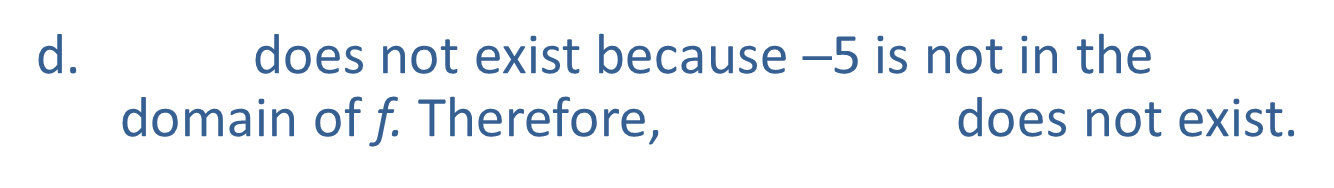 d. does not exist because –5 is not in the
domain of f. Therefore, does not exist.